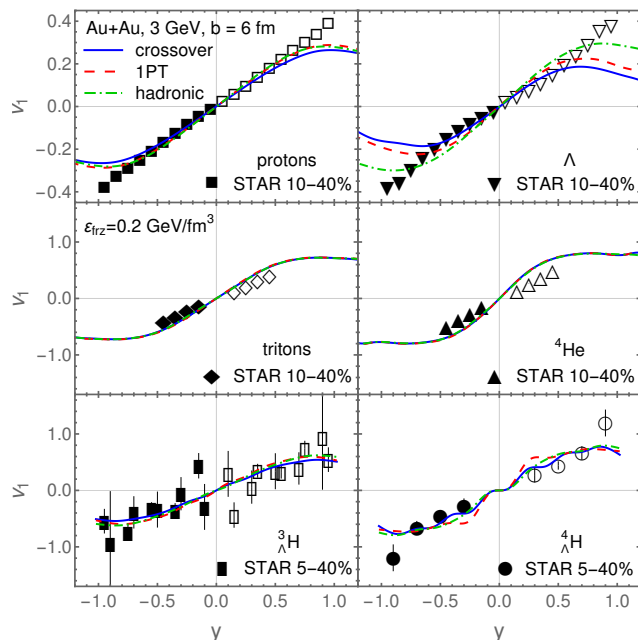 Au+Au, 3 GeV, b = 6 fm
crossover
1PT
hadronic
protons
STAR 10−40%
Λ
STAR 10−40%
0.4
0.2
0.0
−0.2
−0.4
v₁
εfrz=0.2 GeV/fm³
tritons
STAR 10−40%
⁴He
STAR 10−40%
1.0
0.0
−1.0
v₁
³ΛH
STAR 5−40%
⁴ΛH
STAR 5−40%
1.0
0.0
−1.0
v₁
−1.0 −0.5 0.0 0.5 1.0 −1.0 −0.5 0.0 0.5 1.0
y y